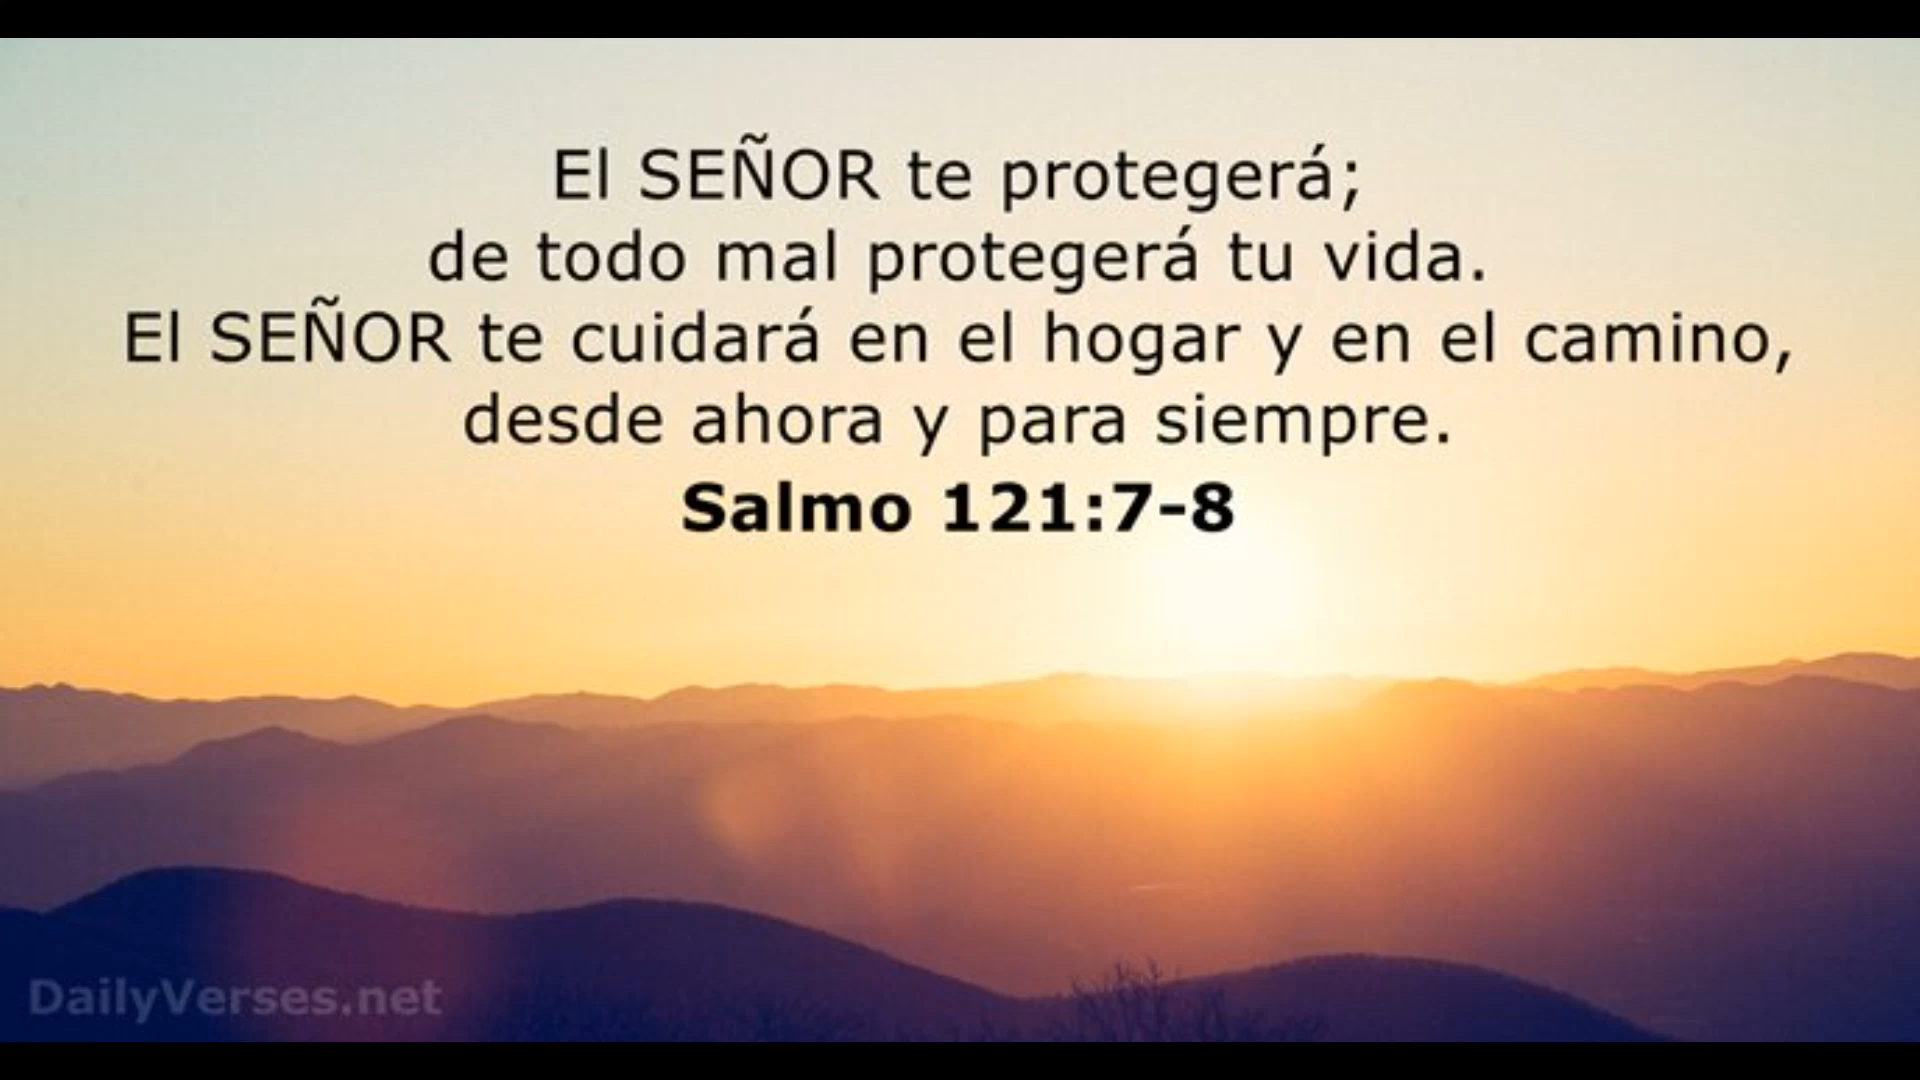 El SEÑOR te protegerá;
de todo mal protegerá tu vida.
El SEÑOR te cuidará en el hogar y en el camino,
desde ahora y para siempre.
Salmo 121:7-8
DailyVerses.net